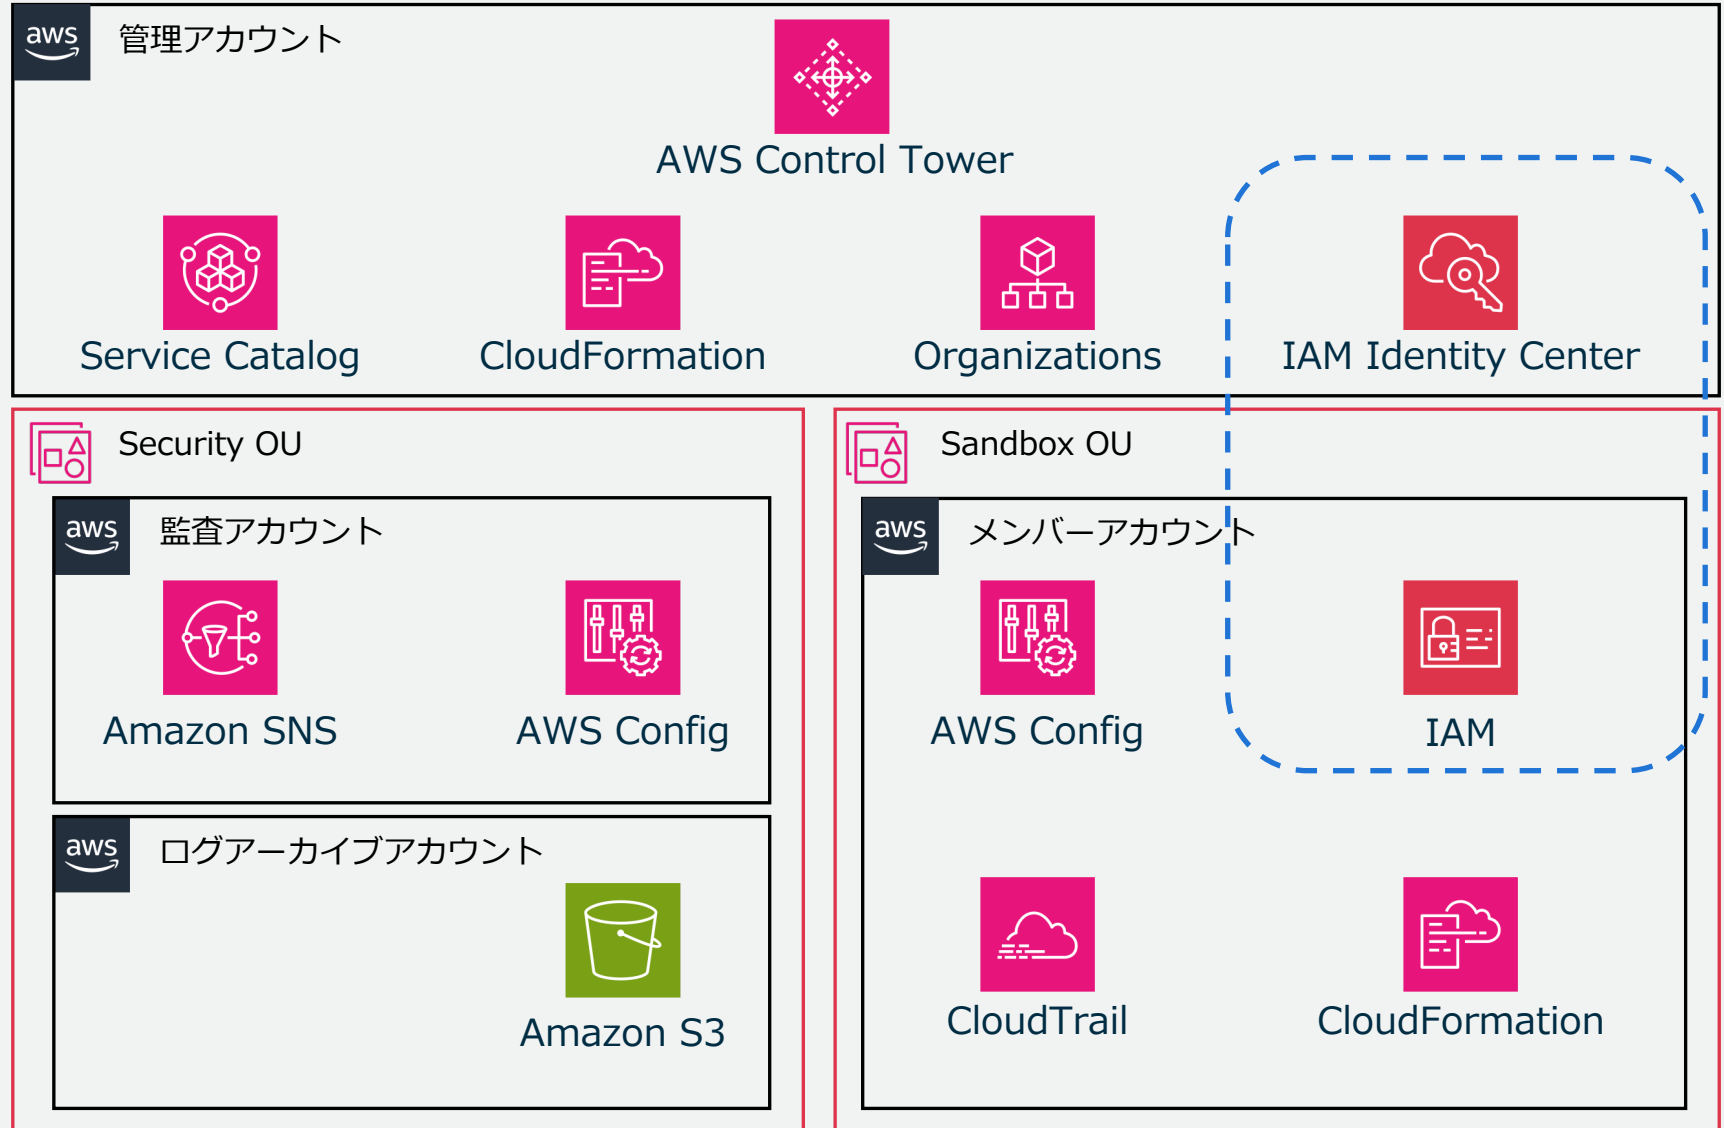 aws 管理アカウント
AWS Control Tower
Service Catalog
CloudFormation
Organizations
IAM Identity Center
Security OU
aws 監査アカウント
Amazon SNS
AWS Config
aws ログアーカイブアカウント
Amazon S3
Sandbox OU
aws メンバーアカウント
AWS Config
IAM
CloudTrail
CloudFormation